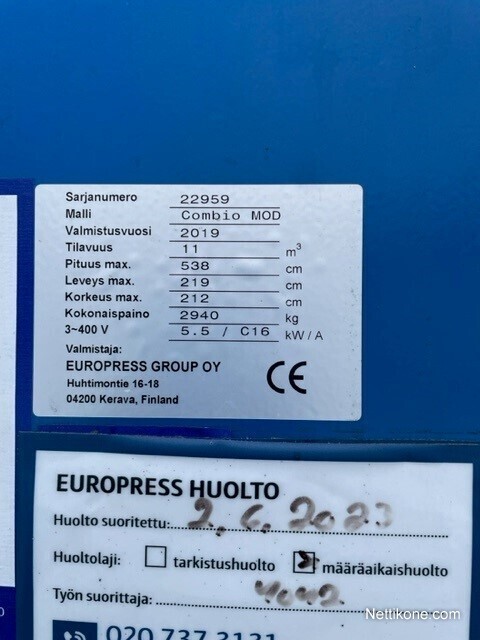 Sarjanumero 22959
Malli Combio MOD
Valmistusvuosi 2019
Tilavuus 11 m³
Pituus max. 538 cm
Leveys max. 219 cm
Korkeus max. 212 cm
Kokonaispaino 2940 kg
3~400 V 5.5 / C16 kW / A
Valmistaja:
EUROPRESS GROUP OY
Huhtimontie 16-18
04200 Kerava, Finland
CE
EUROPRESS HUOLTO
Huolto suoritettu: 2.6.2023
Huoltolaji: tarkistushuolto määräaikaishuolto
Työn suorittaja:
020 737 3131
Nettikone.com